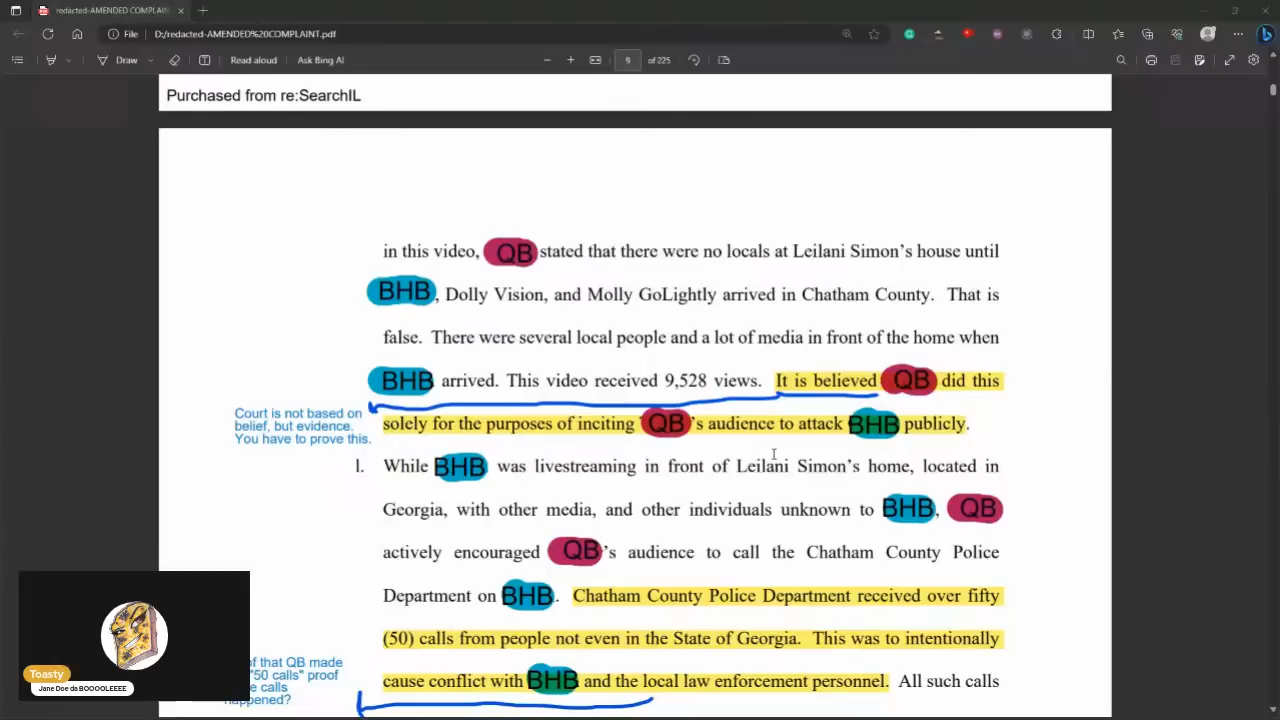 redacted-AMENDED COMPLAIN
File
D:/redacted-AMENDED%20COMPLAINT.pdf
Draw
Read aloud
Ask Bing AI
9
of 225
Purchased from re:SearchIL
in this video, QB stated that there were no locals at Leilani Simon’s house until
BHB, Dolly Vision, and Molly GoLightly arrived in Chatham County. That is
false. There were several local people and a lot of media in front of the home when
BHB arrived. This video received 9,528 views. It is believed QB did this
solely for the purposes of inciting QB’s audience to attack BHB publicly.
Court is not based on
belief, but evidence.
You have to prove this.
l. While BHB was livestreaming in front of Leilani Simon’s home, located in
Georgia, with other media, and other individuals unknown to BHB, QB
actively encouraged QB’s audience to call the Chatham County Police
Department on BHB. Chatham County Police Department received over fifty
(50) calls from people not even in the State of Georgia. This was to intentionally
cause conflict with BHB and the local law enforcement personnel. All such calls
of that QB made
"50 calls" proof
calls
happened?
Toasty
Jane Doe da BOOOOLEEEE